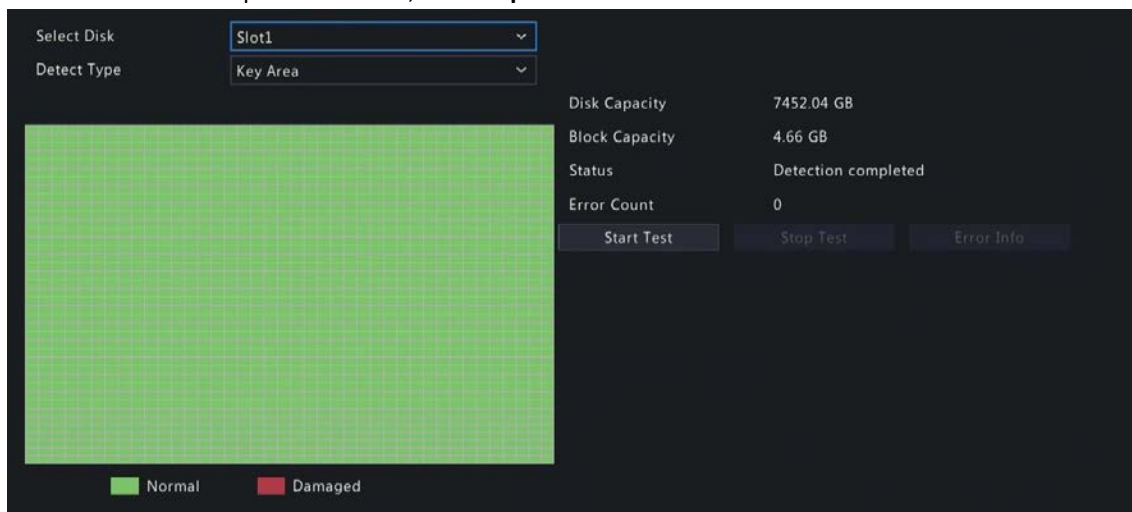 Select Disk Slot1
Detect Type Key Area
Disk Capacity 7452.04 GB
Block Capacity 4.66 GB
Status Detection completed
Error Count 0
Start Test Stop Test Error Info
Normal Damaged